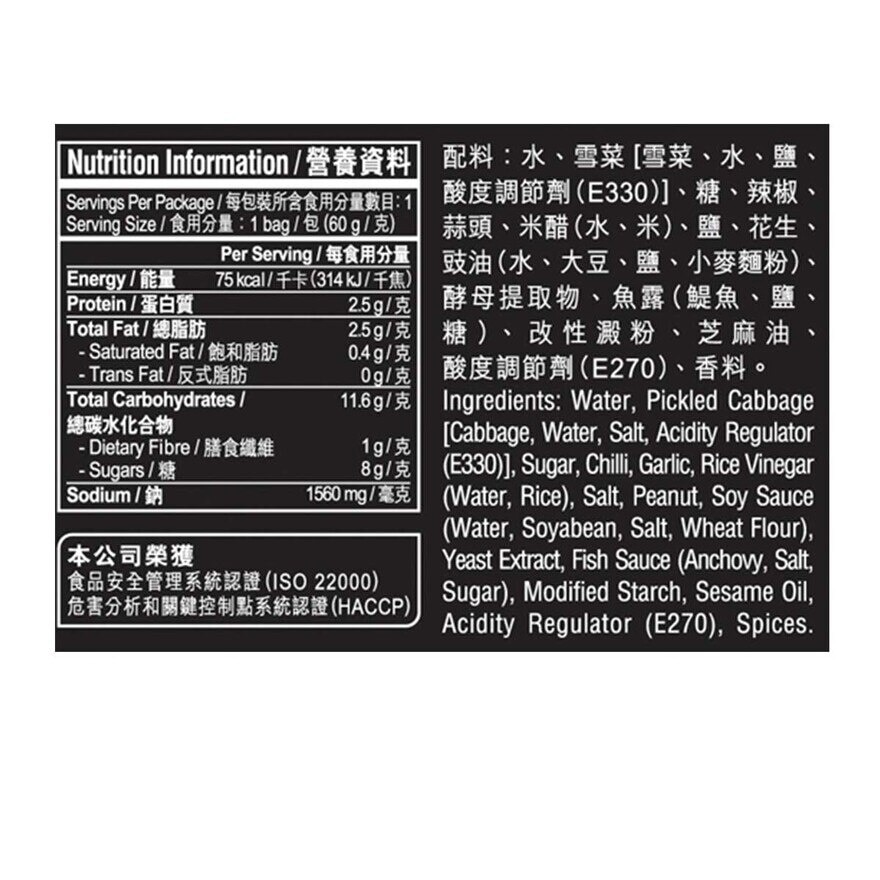 Nutrition Information / 營養資料
Servings Per Package / 每包裝所含食用分量數目: 1
Serving Size / 食用分量：1 bag / 包 (60 g / 克)
Per Serving / 每食用分量
Energy / 能量 75 kcal / 千卡 (314 kJ / 千焦)
Protein / 蛋白質 2.5 g / 克
Total Fat / 總脂肪 2.5 g / 克
- Saturated Fat / 飽和脂肪 0.4 g / 克
- Trans Fat / 反式脂肪 0 g / 克
Total Carbohydrates / 11.6 g / 克
總碳水化合物
- Dietary Fibre / 膳食纖維 1 g / 克
- Sugars / 糖 8 g / 克
Sodium / 鈉 1560 mg / 毫克
本公司榮獲
食品安全管理系統認證 (ISO 22000)
危害分析和關鍵控制點系統認證 (HACCP)
配料：水、雪菜 [雪菜、水、鹽、
酸度調節劑 (E330)]、糖、辣椒、
蒜頭、米醋 (水、米)、鹽、花生、
豉油 (水、大豆、鹽、小麥麵粉)、
酵母提取物、魚露 (鯷魚、鹽、
糖)、改性澱粉、芝麻油、
酸度調節劑 (E270)、香料。
Ingredients: Water, Pickled Cabbage
[Cabbage, Water, Salt, Acidity Regulator
(E330)], Sugar, Chilli, Garlic, Rice Vinegar
(Water, Rice), Salt, Peanut, Soy Sauce
(Water, Soyabean, Salt, Wheat Flour),
Yeast Extract, Fish Sauce (Anchovy, Salt,
Sugar), Modified Starch, Sesame Oil,
Acidity Regulator (E270), Spices.